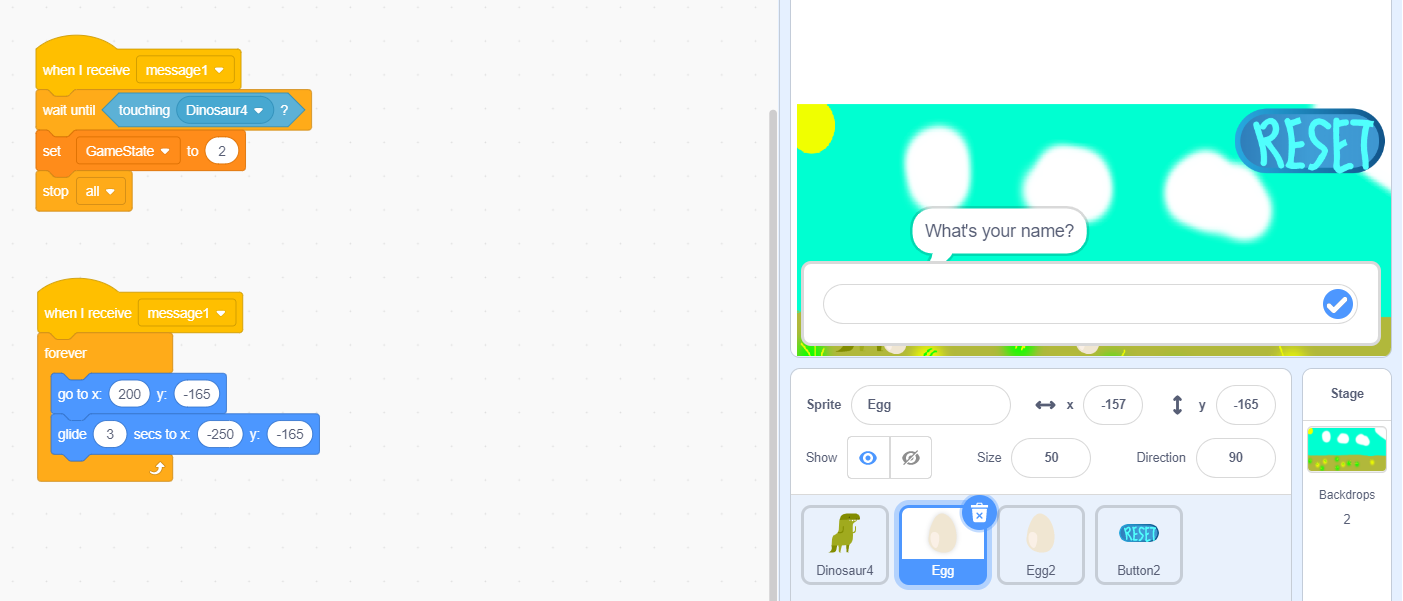 when I receive message1
wait until touching Dinosaur4 ?
set GameState to 2
stop all
when I receive message1
forever
go to x: 200 y: -165
glide 3 secs to x: -250 y: -165
RESET
What's your name?
Sprite Egg x -157 y -165
Show Size 50 Direction 90
Dinosaur4
Egg
Egg2
RESET
Button2
Stage
Backdrops
2